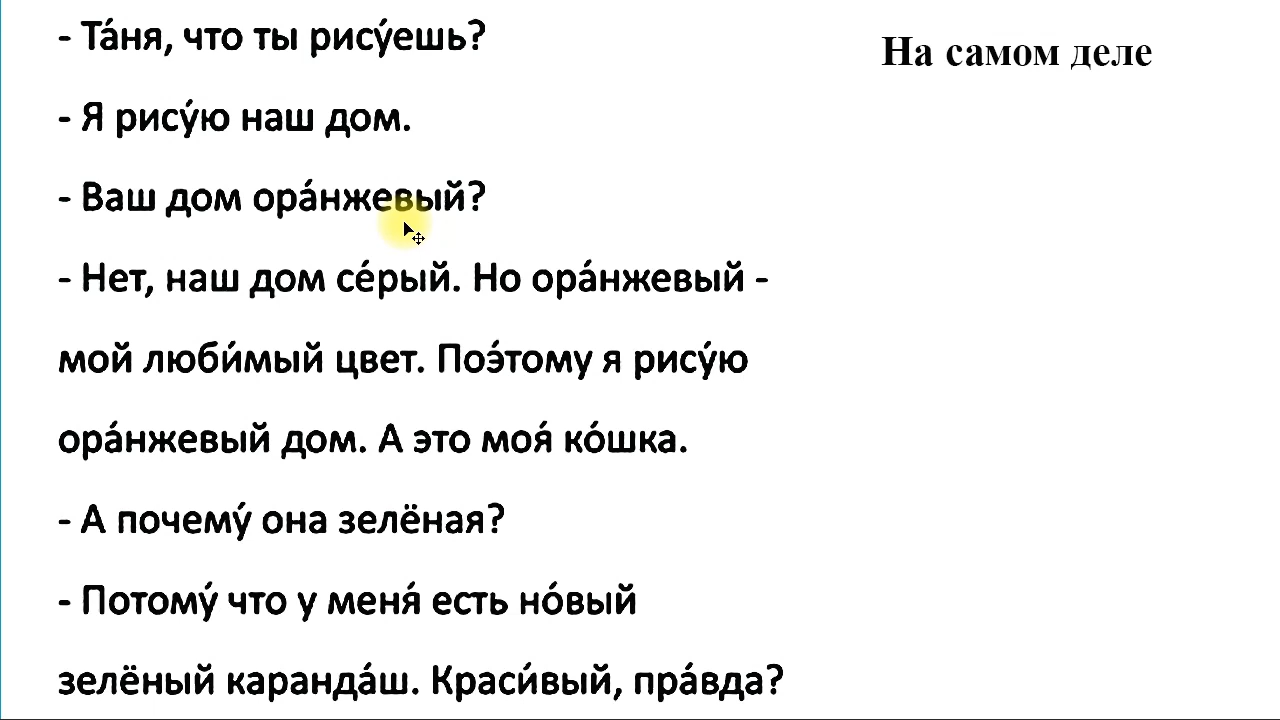 - Та́ня, что ты рису́ешь?
На самом деле
- Я рису́ю наш дом.
- Ваш дом ора́нжевый?
- Нет, наш дом се́рый. Но ора́нжевый -
мой люби́мый цвет. Поэ́тому я рису́ю
ора́нжевый дом. А это моя́ ко́шка.
- А почему́ она зелёная?
- Потому́ что у меня́ есть но́вый
зелёный каранда́ш. Краси́вый, пра́вда?